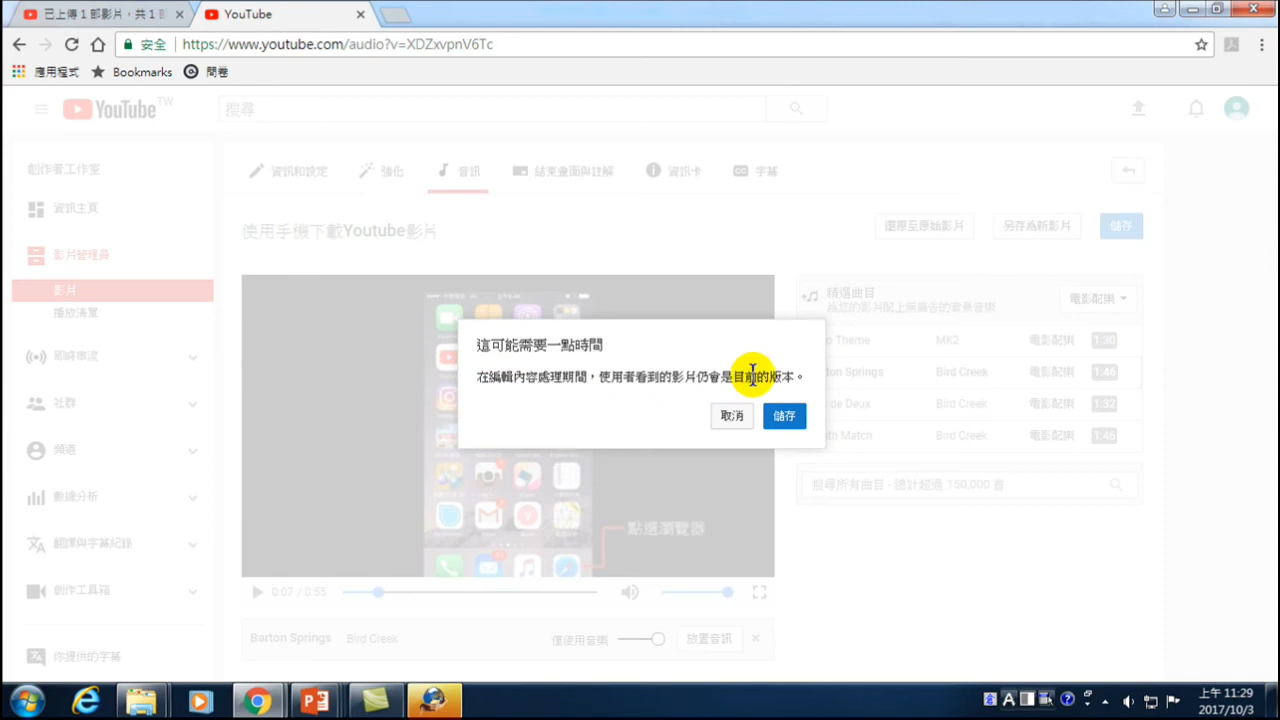 已上傳 1 部影片，共 1 部
YouTube
安全
https://www.youtube.com/audio?v=XDZxvpnV6Tc
應用程式
Bookmarks
問卷
YouTube TW
搜尋
創作者工作室
資訊主頁
影片管理員
影片
播放清單
即時串流
社群
頻道
數據分析
翻譯與字幕紀錄
創作工具箱
你提供的字幕
資訊和設定
強化
音訊
結束畫面與註解
資訊卡
字幕
使用手機下載Youtube影片
還原至原始影片
另存為新影片
儲存
點選瀏覽器
0:07 / 0:55
Barton Springs Bird Creek
僅使用音樂
放置音訊
精選曲目
為您的影片配上無廣告的背景音樂
電影配樂
Theme MK2 電影配樂 1:30
Springs Bird Creek 電影配樂 1:46
de Deux Bird Creek 電影配樂 1:32
Match Bird Creek 電影配樂 1:46
搜尋所有曲目 - 總計超過 150,000 首
這可能需要一點時間
在編輯內容處理期間，使用者看到的影片仍會是目前的版本。
取消
儲存
上午 11:29
2017/10/3